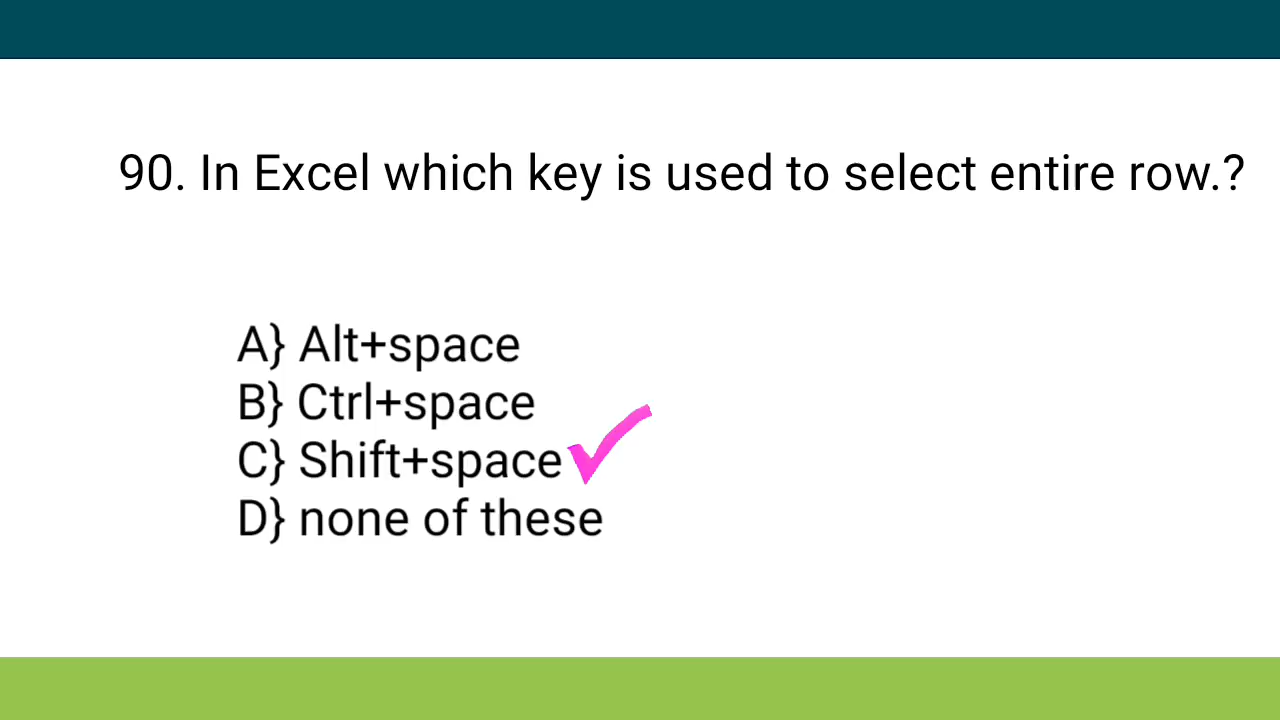 90. In Excel which key is used to select entire row.?
A} Alt+space
B} Ctrl+space
C} Shift+space
D} none of these